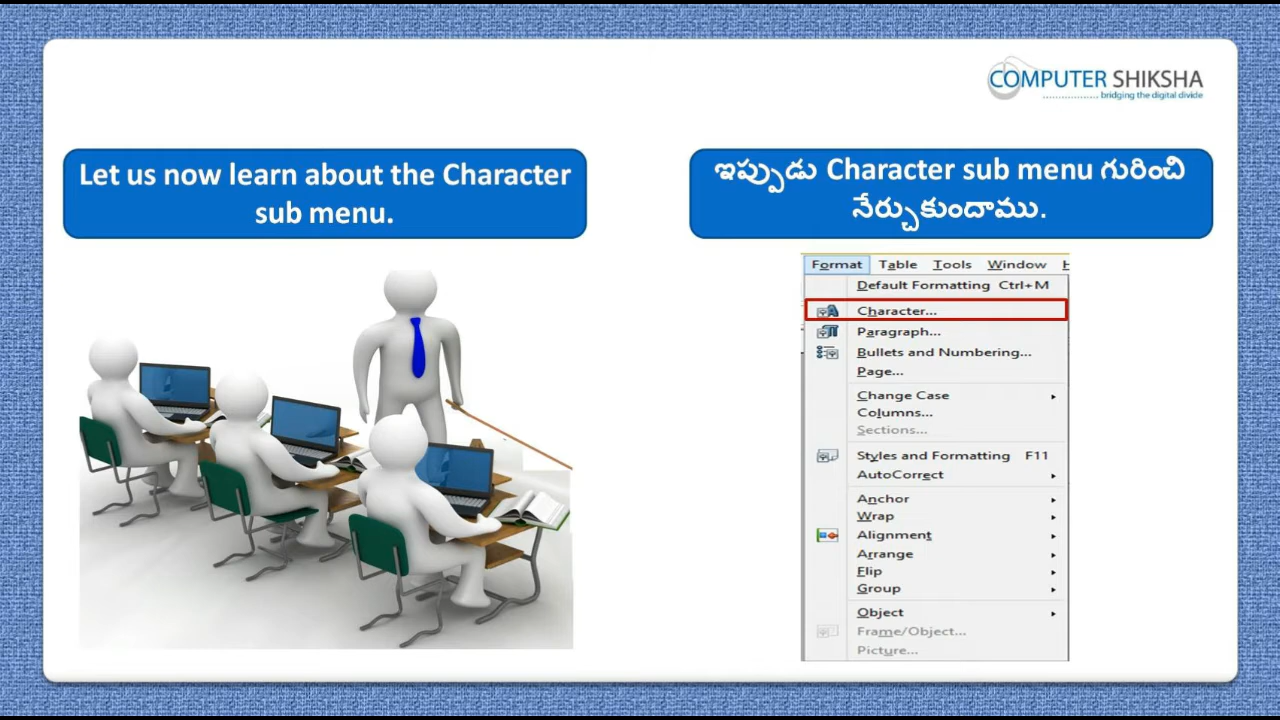 COMPUTER SHIKSHA
bridging the digital divide
Let us now learn about the Character
sub menu.
ఇప్పుడు Character sub menu గురించి
నేర్చుకుందాము.
Format Table Tools Window H
Default Formatting Ctrl+M
Character...
Paragraph...
Bullets and Numbering...
Page...
Change Case
Columns...
Sections...
Styles and Formatting F11
AutoCorrect
Anchor
Wrap
Alignment
Arrange
Flip
Group
Object
Frame/Object...
Picture...